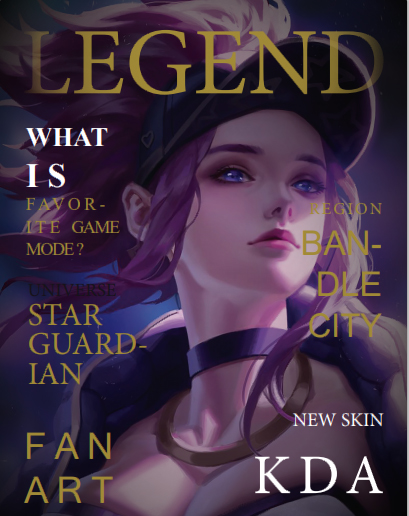 LEGEND
WHAT
IS
FAVOR-
ITE GAME
MODE?
UNIVERSE
STAR
GUARD-
IAN
FAN
ART
REGION
BAN-
DLE
CITY
NEW SKIN
KDA